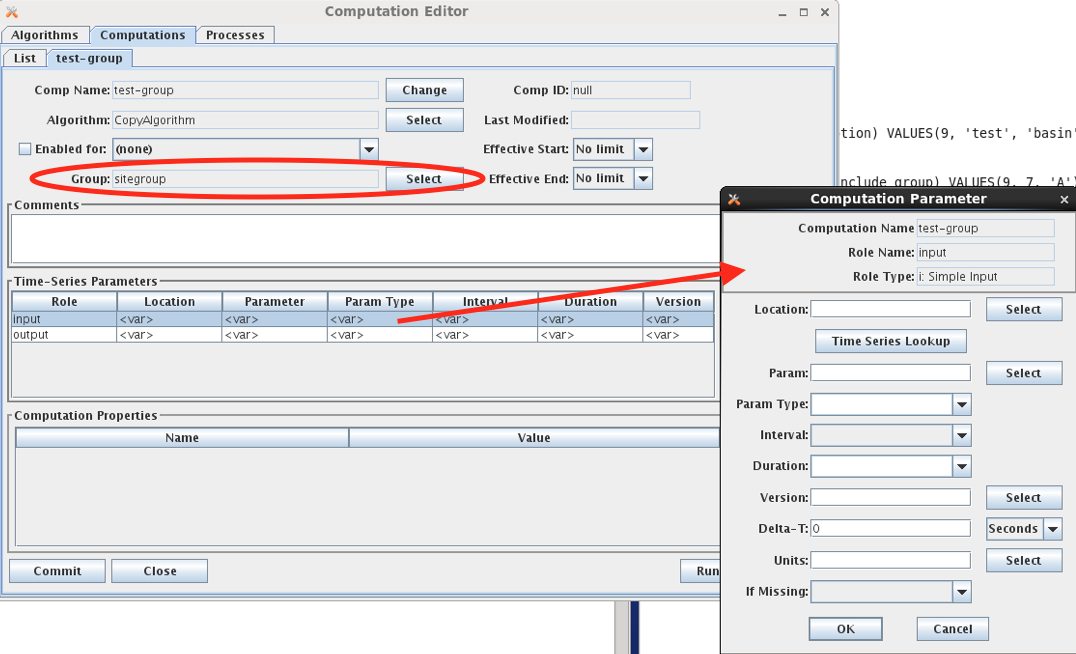 Computation Editor
Algorithms Computations Processes
List test-group
Comp Name: test-group Change Comp ID: null
Algorithm: CopyAlgorithm Select Last Modified:
Enabled for: (none) Effective Start: No limit
Group: sitegroup Select Effective End: No limit
Comments
Time-Series Parameters
Role Location Parameter Param Type Interval Duration Version
input <var> <var> <var> <var> <var> <var>
output <var> <var> <var> <var> <var> <var>
Computation Properties
Name Value
Commit Close Run
tion) VALUES(9, 'test', 'basin'
nclude_group) VALUES(9, 7, 'A')
Computation Parameter
Computation Name test-group
Role Name: input
Role Type: i: Simple Input
Location: Select
Time Series Lookup
Param: Select
Param Type:
Interval:
Duration:
Version: Select
Delta-T: 0 Seconds
Units: Select
If Missing:
OK Cancel